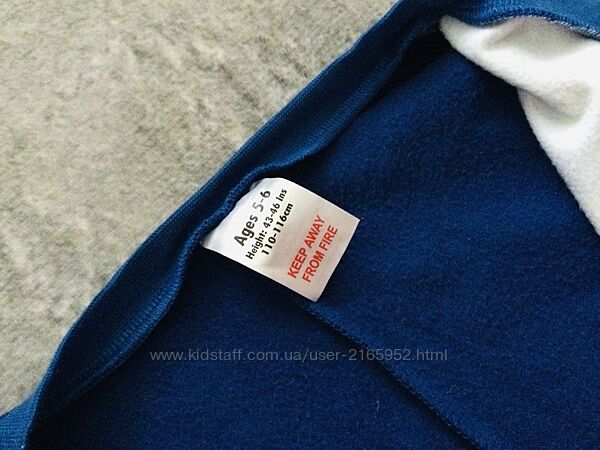 Ages 5-6
Height: 43-46 ins
110-116cm
KEEP AWAY
FROM FIRE
www.kidstaff.com.ua/user-2165952.html